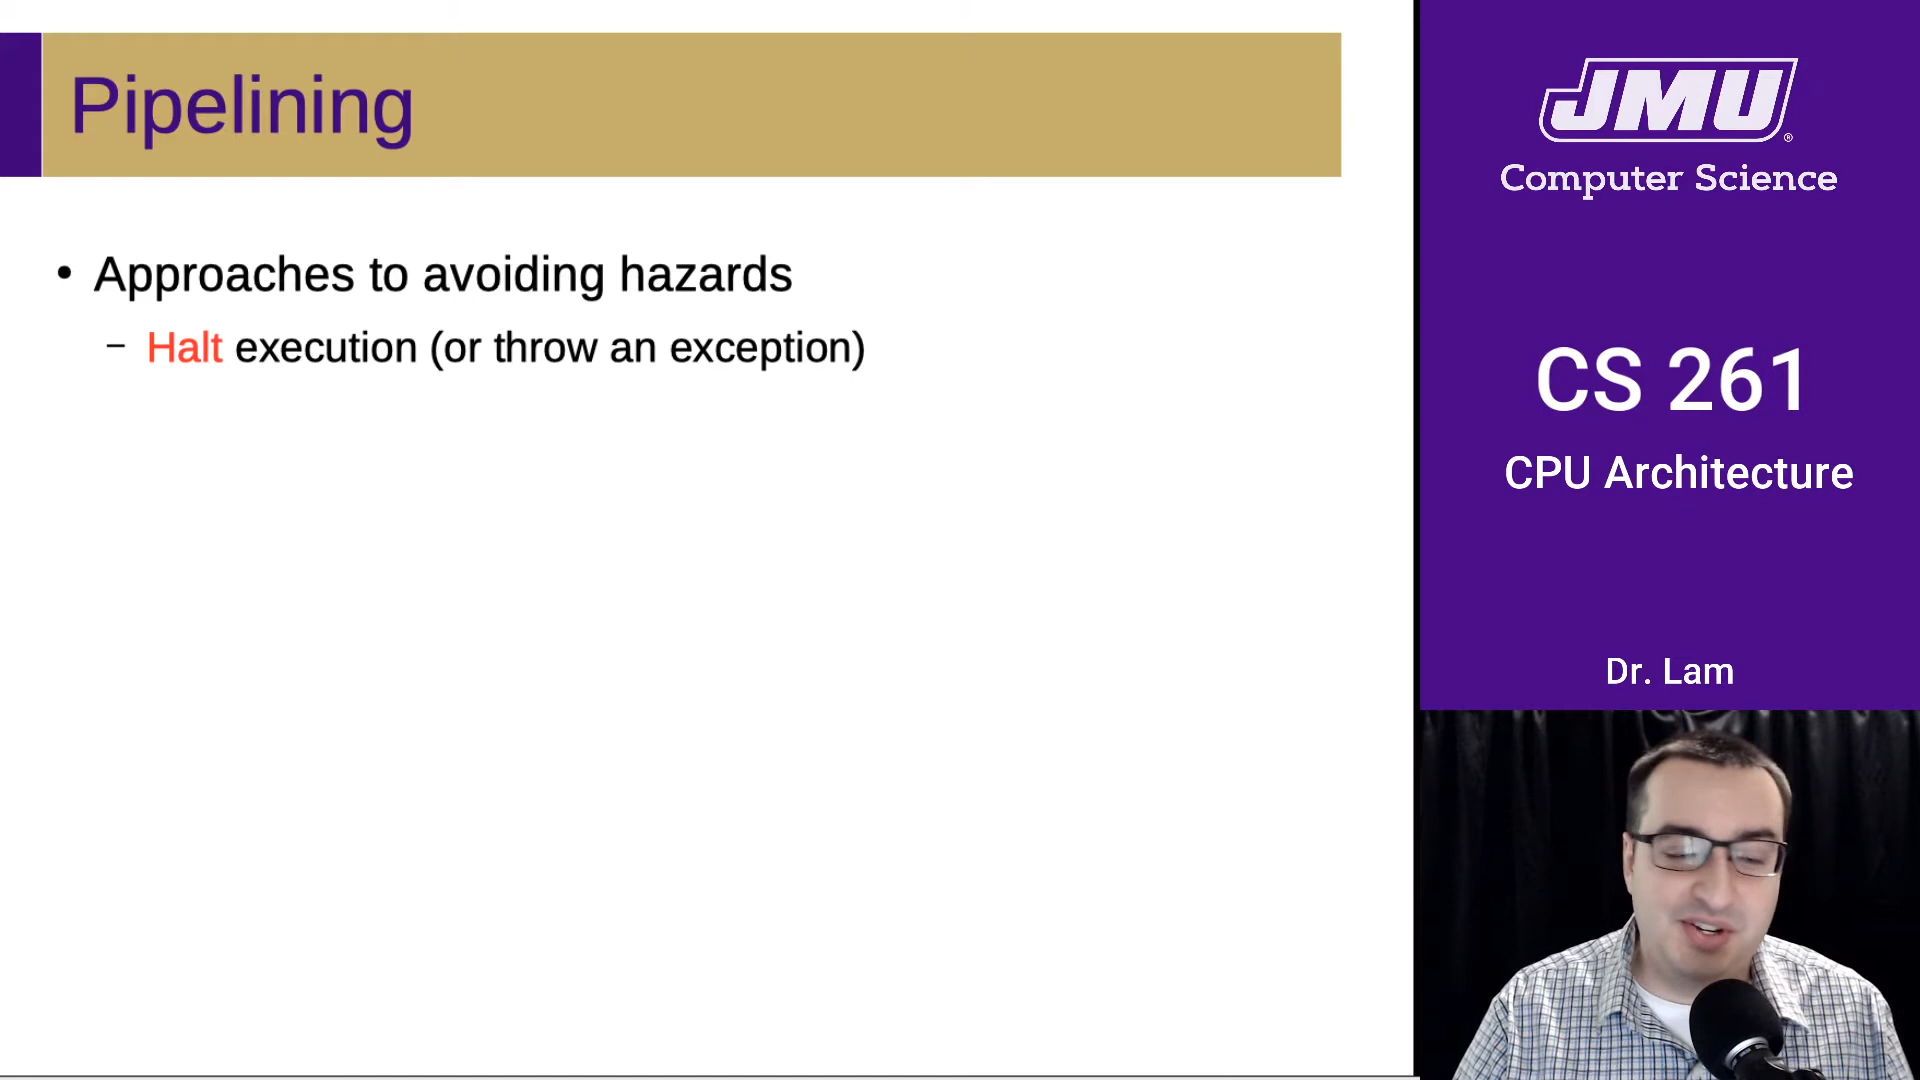 Pipelining
• Approaches to avoiding hazards
– Halt execution (or throw an exception)
JMU®
Computer Science
CS 261
CPU Architecture
Dr. Lam